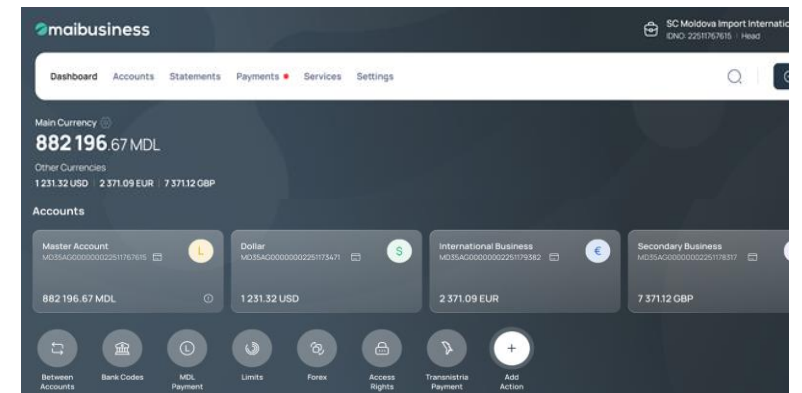 maibusiness
SC Moldova Import Internatio
IDNO 22511767615 | Head
Dashboard Accounts Statements Payments Services Settings
Main Currency
882 196.67 MDL
Other Currencies
1 231.32 USD | 2 371.09 EUR | 7 371.12 GBP
Accounts
Master Account
MD35AG000000022511767615
L
882 196.67 MDL
Dollar
MD35AG000000022511173471
S
1 231.32 USD
International Business
MD35AG000000022511179382
€
2 371.09 EUR
Secondary Business
MD35AG000000022511178317
7 371.12 GBP
Between
Accounts
Bank Codes
L
MDL
Payment
Limits
Forex
Access
Rights
Transnistria
Payment
+
Add
Action